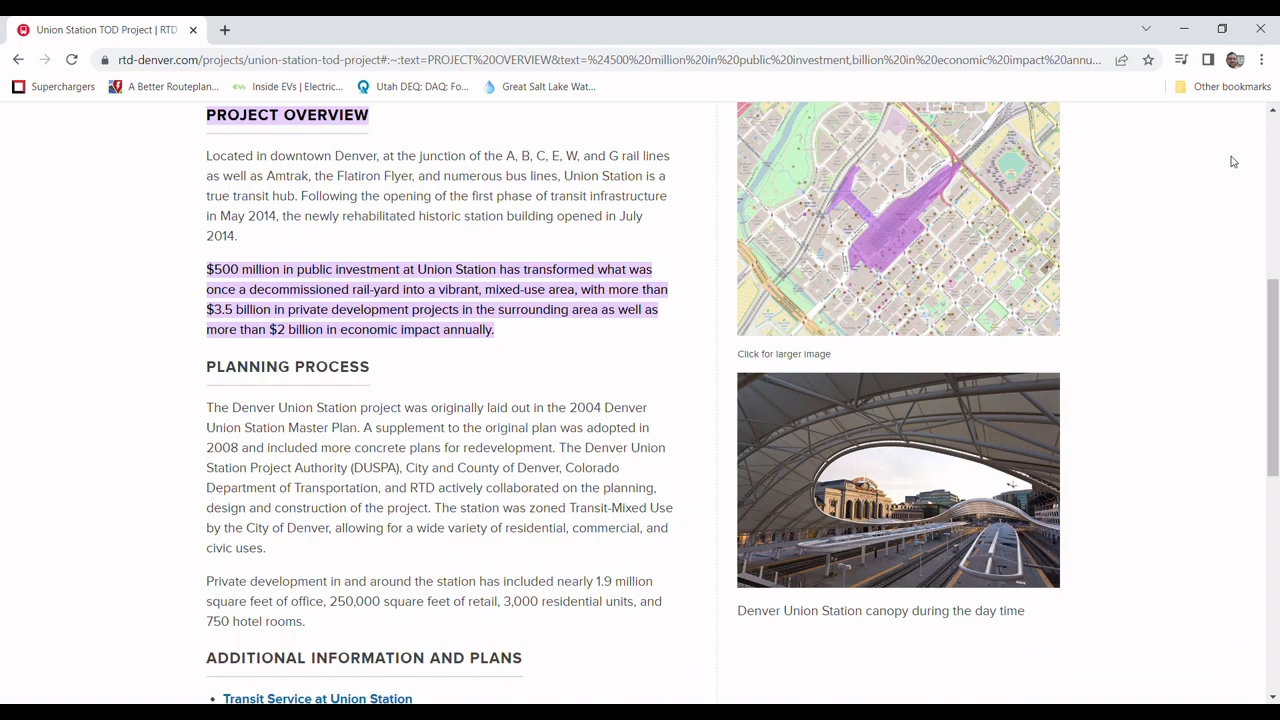 Union Station TOD Project | RTD
rtd-denver.com/projects/union-station-tod-project#:~:text=PROJECT%20OVERVIEW&text=%24500%20million%20in%20public%20investment,billion%20in%20economic%20impact%20annu...
Superchargers
A Better Routeplan...
Inside EVs | Electric...
Utah DEQ: DAQ: Fo...
Great Salt Lake Wat...
Other bookmarks
PROJECT OVERVIEW
Located in downtown Denver, at the junction of the A, B, C, E, W, and G rail lines
as well as Amtrak, the Flatiron Flyer, and numerous bus lines, Union Station is a
true transit hub. Following the opening of the first phase of transit infrastructure
in May 2014, the newly rehabilitated historic station building opened in July
2014.
$500 million in public investment at Union Station has transformed what was
once a decommissioned rail-yard into a vibrant, mixed-use area, with more than
$3.5 billion in private development projects in the surrounding area as well as
more than $2 billion in economic impact annually.
PLANNING PROCESS
The Denver Union Station project was originally laid out in the 2004 Denver
Union Station Master Plan. A supplement to the original plan was adopted in
2008 and included more concrete plans for redevelopment. The Denver Union
Station Project Authority (DUSPA), City and County of Denver, Colorado
Department of Transportation, and RTD actively collaborated on the planning,
design and construction of the project. The station was zoned Transit-Mixed Use
by the City of Denver, allowing for a wide variety of residential, commercial, and
civic uses.
Private development in and around the station has included nearly 1.9 million
square feet of office, 250,000 square feet of retail, 3,000 residential units, and
750 hotel rooms.
ADDITIONAL INFORMATION AND PLANS
• Transit Service at Union Station
Click for larger image
Denver Union Station canopy during the day time